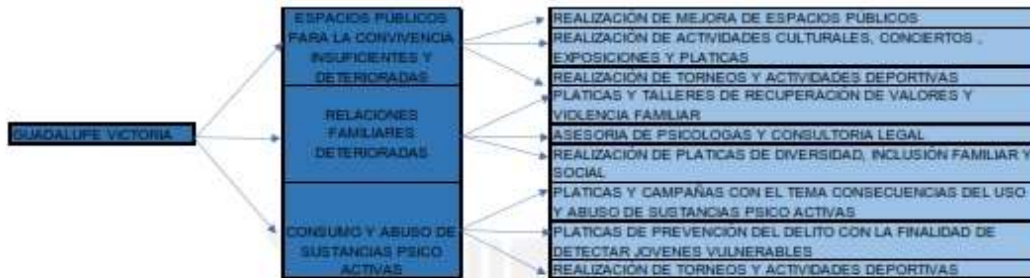 GUADALUPE VICTORIA
ESPACIOS PÚBLICOS
PARA LA CONVIVENCIA
INSUFICIENTES Y
DETERIORADAS
REALIZACIÓN DE MEJORA DE ESPACIOS PÚBLICOS
REALIZACIÓN DE ACTIVIDADES CULTURALES, CONCIERTOS ,
EXPOSICIONES Y PLATICAS
REALIZACIÓN DE TORNEOS Y ACTIVIDADES DEPORTIVAS
RELACIONES
FAMILIARES
DETERIORADAS
PLATICAS Y TALLERES DE RECUPERACIÓN DE VALORES Y
VIOLENCIA FAMILIAR
ASESORIA DE PSICOLOGAS Y CONSULTORIA LEGAL
REALIZACIÓN DE PLATICAS DE DIVERSIDAD, INCLUSIÓN FAMILIAR Y
SOCIAL
CONSUMO Y ABUSO DE
SUSTANCIAS PSICO
ACTIVAS
PLATICAS Y CAMPAÑAS CON EL TEMA CONSECUENCIAS DEL USO
Y ABUSO DE SUSTANCIAS PSICO ACTIVAS
PLATICAS DE PREVENCIÓN DEL DELITO CON LA FINALIDAD DE
DETECTAR JOVENES VULNERABLES
REALIZACIÓN DE TORNEOS Y ACTIVIDADES DEPORTIVAS